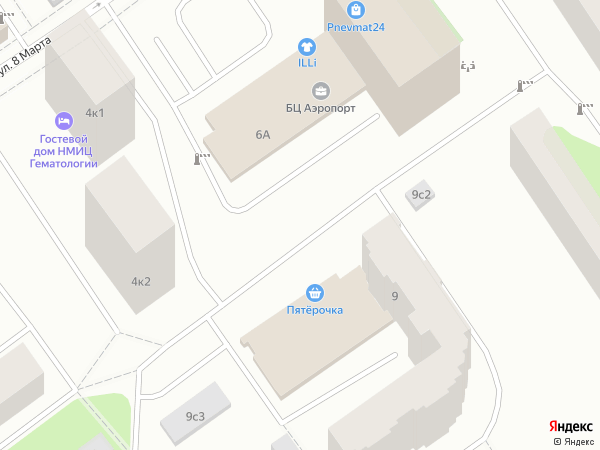 Pnevmat24
ул. 8 Марта
ILLi
БЦ Аэропорт
4к1
6А
Гостевой
дом НМИЦ
Гематологии
9с2
4к2
9
Пятёрочка
9с3
Яндекс
© Яндекс